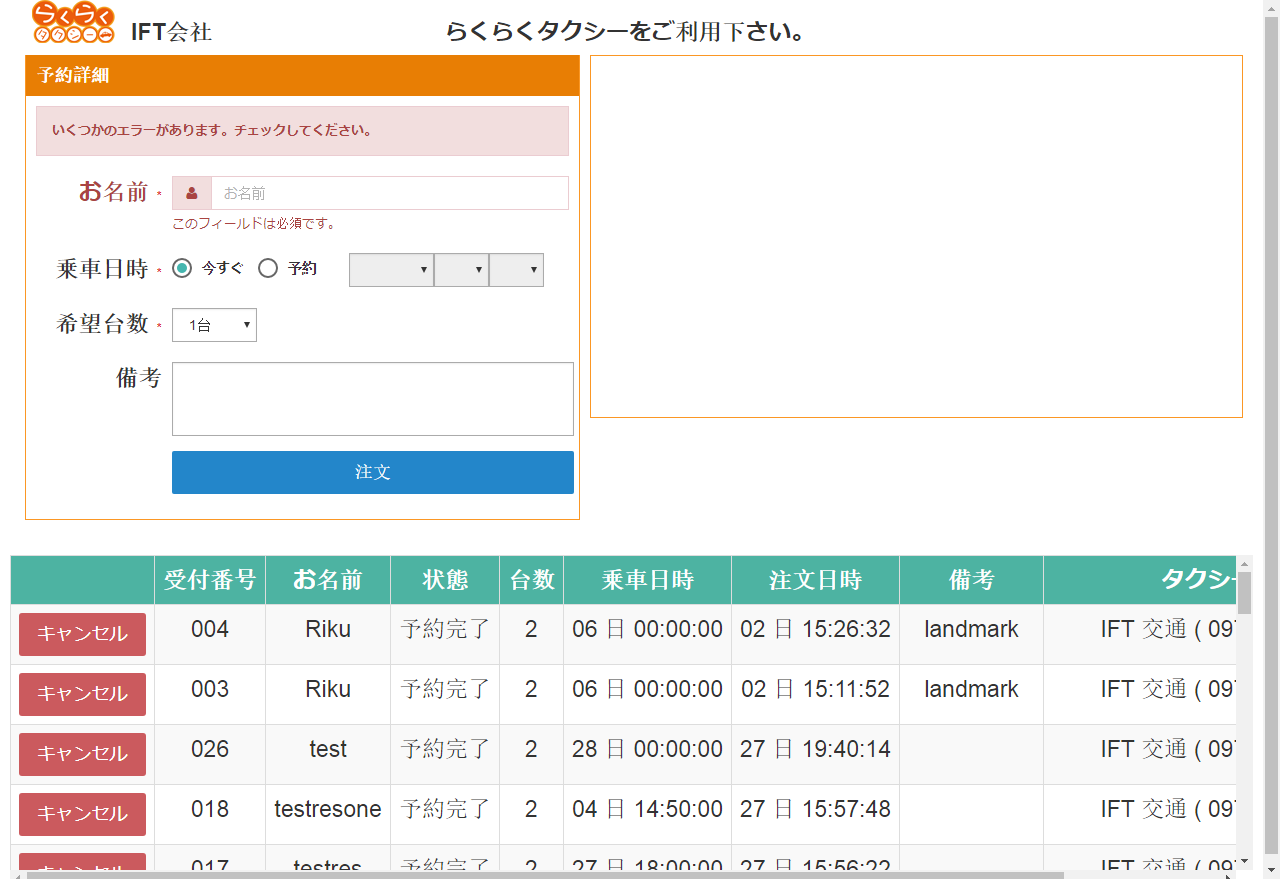 らくらく
タクシー
IFT会社
らくらくタクシーをご利用下さい。
予約詳細
いくつかのエラーがあります。チェックしてください。
お名前 * お名前
このフィールドは必須です。
乗車日時 * 今すぐ 予約
希望台数 * 1台
備考
注文
受付番号 お名前 状態 台数 乗車日時 注文日時 備考 タクシー
キャンセル 004 Riku 予約完了 2 06 日 00:00:00 02 日 15:26:32 landmark IFT 交通 ( 097
キャンセル 003 Riku 予約完了 2 06 日 00:00:00 02 日 15:11:52 landmark IFT 交通 ( 097
キャンセル 026 test 予約完了 2 28 日 00:00:00 27 日 19:40:14 IFT 交通 ( 097
キャンセル 018 testresone 予約完了 2 04 日 14:50:00 27 日 15:57:48 IFT 交通 ( 097
キャンセル 017 testres 予約完了 2 27 日 18:00:00 27 日 15:56:22 IFT 交通 ( 097